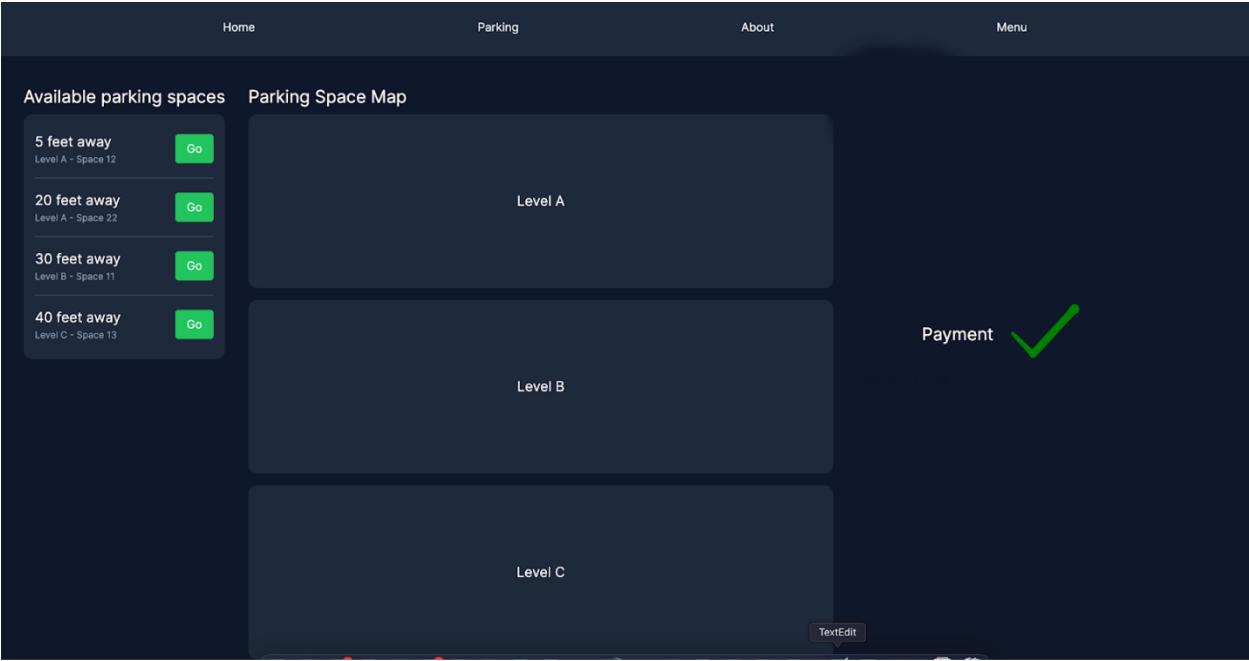 Home Parking About Menu
Available parking spaces
5 feet away
Level A - Space 12
Go
20 feet away
Level A - Space 22
Go
30 feet away
Level B - Space 11
Go
40 feet away
Level C - Space 13
Go
Parking Space Map
Level A
Level B
Level C
Payment
TextEdit